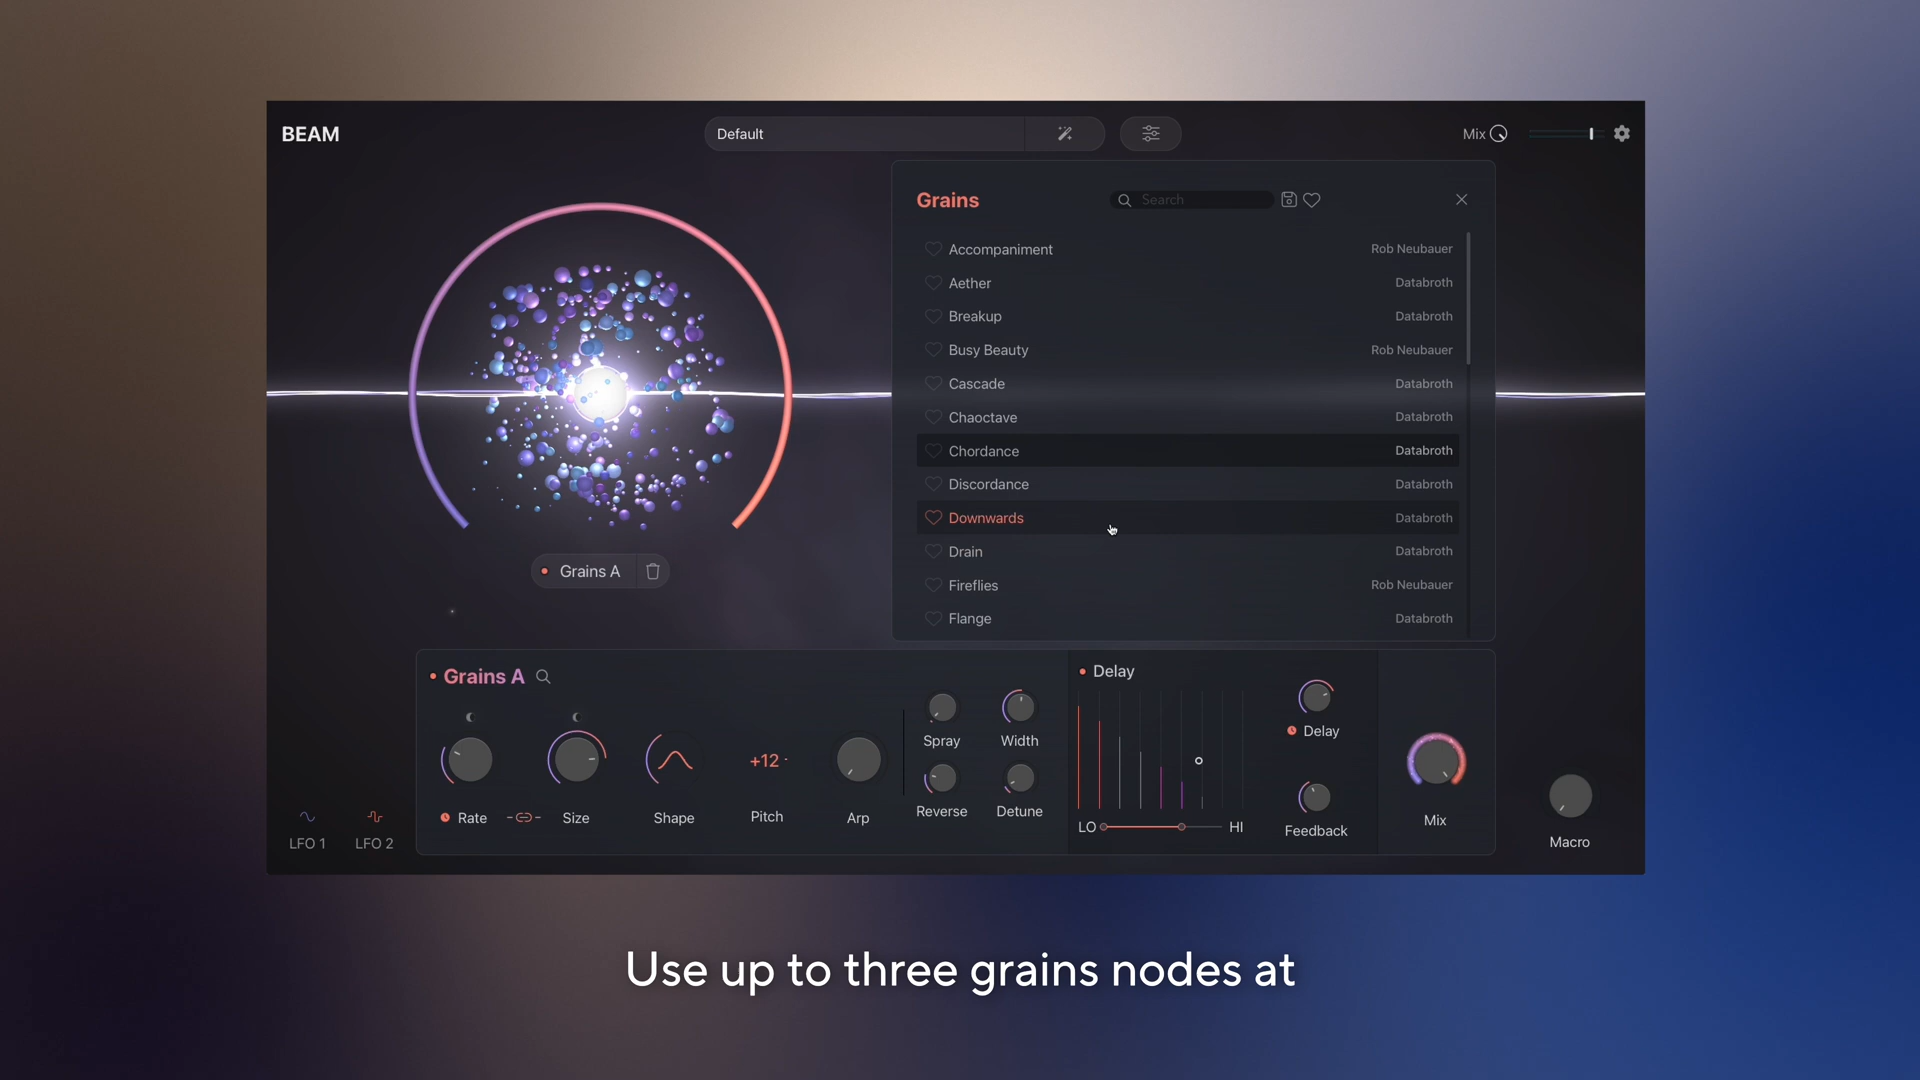 BEAM
Default
Mix
Grains
Search
Accompaniment Rob Neubauer
Aether Databroth
Breakup Databroth
Busy Beauty Rob Neubauer
Cascade Databroth
Chaoctave Databroth
Chordance Databroth
Discordance Databroth
Downwards Databroth
Drain Databroth
Fireflies Rob Neubauer
Flange Databroth
Grains A
Grains A
Rate
Size
Shape
+12
Pitch
Arp
Spray
Width
Reverse
Detune
Delay
LO
HI
Delay
Feedback
Mix
Macro
LFO 1
LFO 2
Use up to three grains nodes at